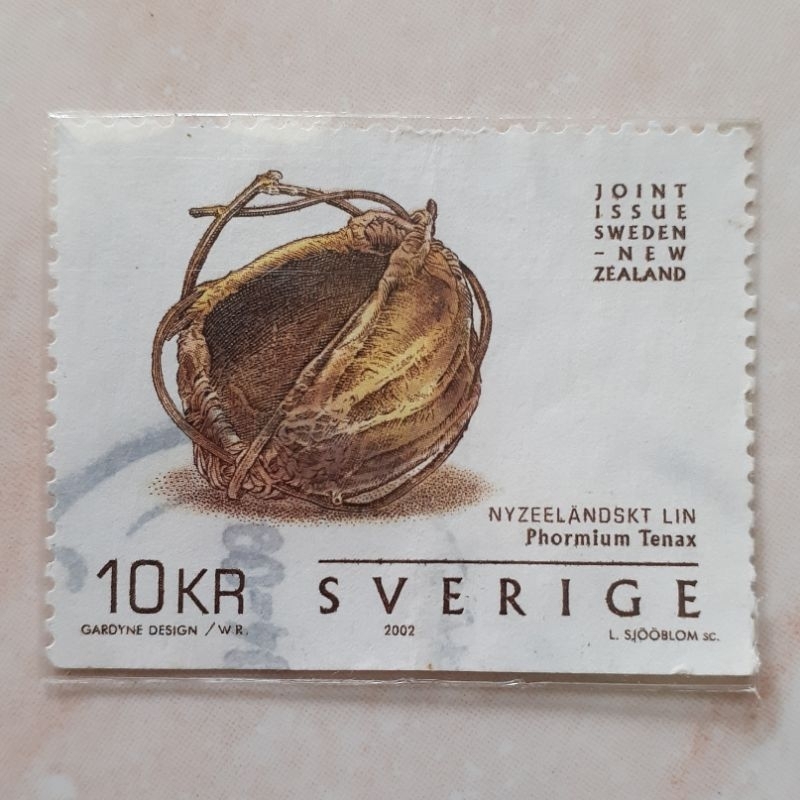 JOINT
ISSUE
SWEDEN
– NEW
ZEALAND
NYZEELÄNDSKT LIN
Phormium Tenax
10KR
SVERIGE
GARDYNE DESIGN / W.R.
2002
L. SJÖÖBLOM SC.